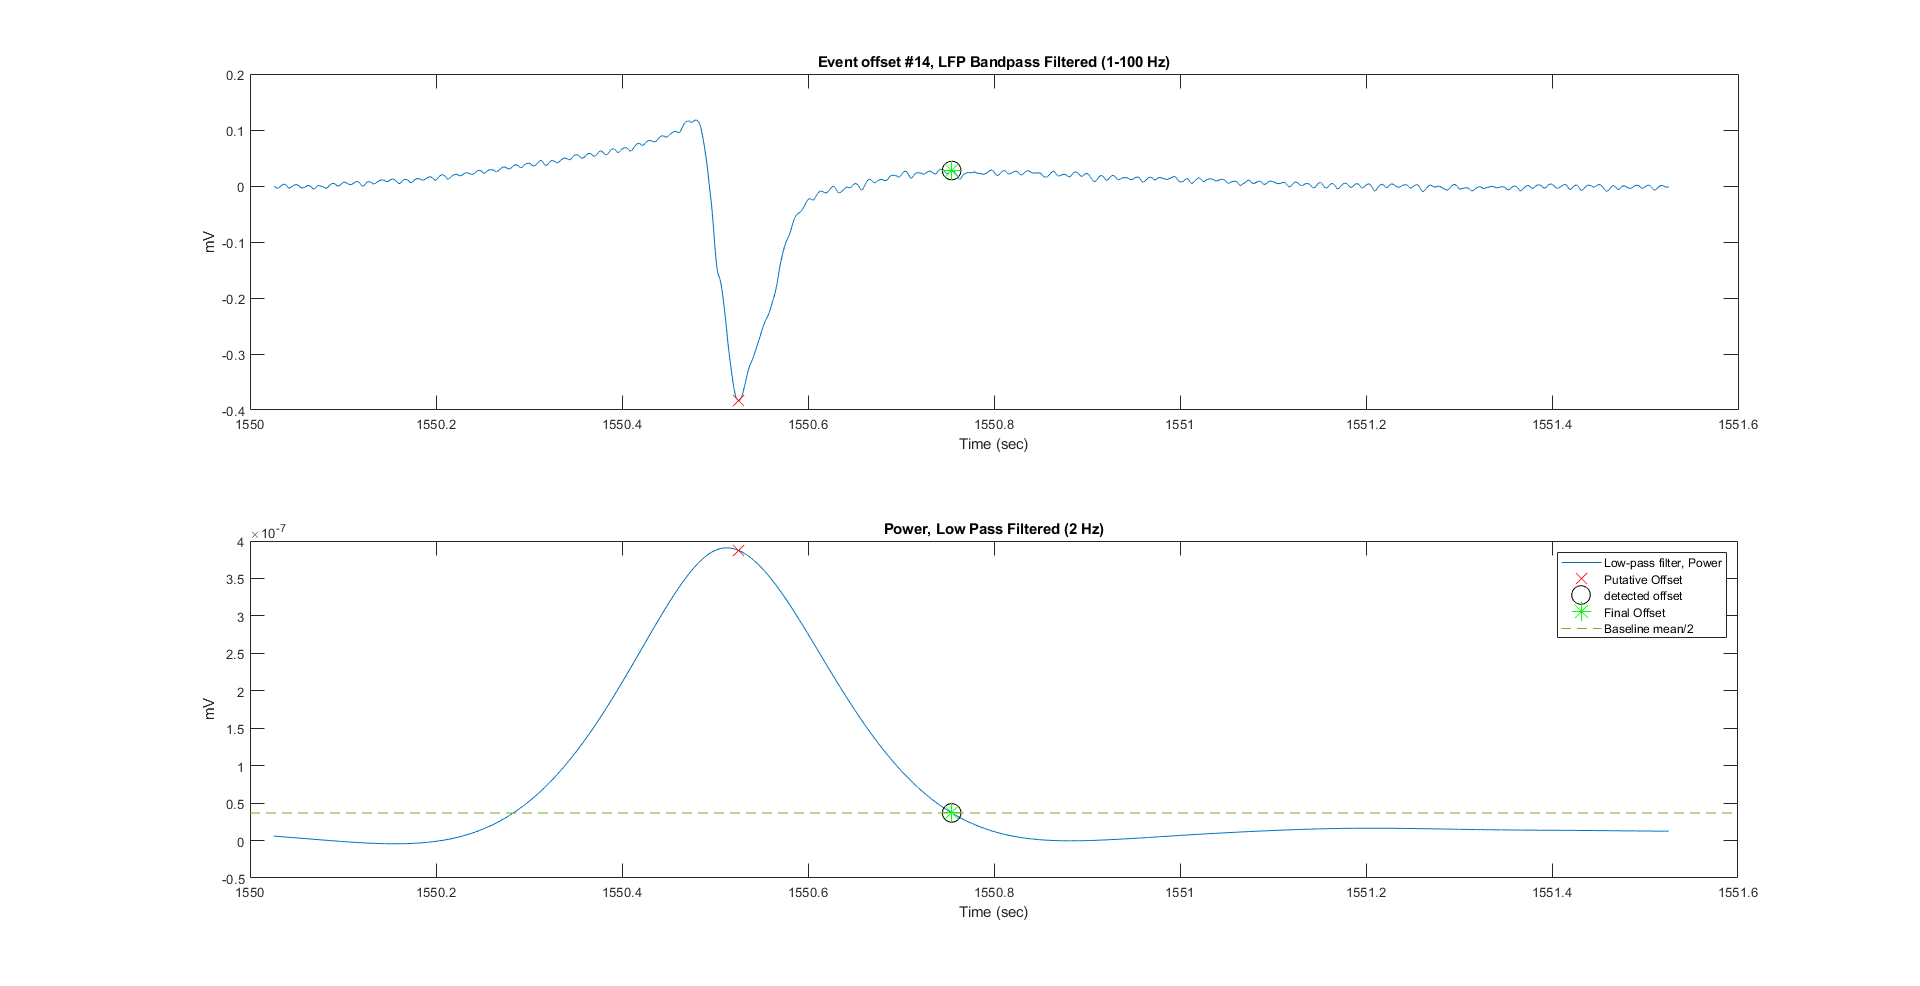 Event offset #14, LFP Bandpass Filtered (1-100 Hz)
0.2
0.1
0
-0.1
-0.2
-0.3
-0.4
mV
1550 1550.2 1550.4 1550.6 1550.8 1551 1551.2 1551.4 1551.6
Time (sec)
Power, Low Pass Filtered (2 Hz)
×10-7
4
3.5
3
2.5
2
1.5
1
0.5
0
-0.5
mV
Low-pass filter, Power
Putative Offset
detected offset
Final Offset
Baseline mean/2
1550 1550.2 1550.4 1550.6 1550.8 1551 1551.2 1551.4 1551.6
Time (sec)